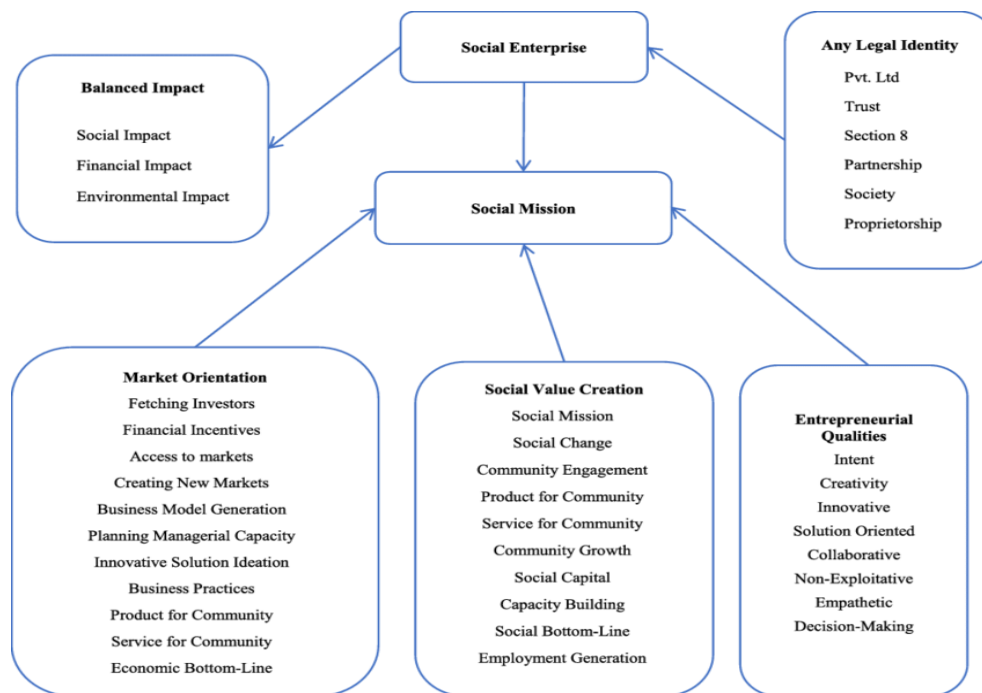 Social Enterprise
Any Legal Identity
Pvt. Ltd
Trust
Section 8
Partnership
Society
Proprietorship
Balanced Impact
Social Impact
Financial Impact
Environmental Impact
Social Mission
Market Orientation
Fetching Investors
Financial Incentives
Access to markets
Creating New Markets
Business Model Generation
Planning Managerial Capacity
Innovative Solution Ideation
Business Practices
Product for Community
Service for Community
Economic Bottom-Line
Social Value Creation
Social Mission
Social Change
Community Engagement
Product for Community
Service for Community
Community Growth
Social Capital
Capacity Building
Social Bottom-Line
Employment Generation
Entrepreneurial
Qualities
Intent
Creativity
Innovative
Solution Oriented
Collaborative
Non-Exploitative
Empathetic
Decision-Making